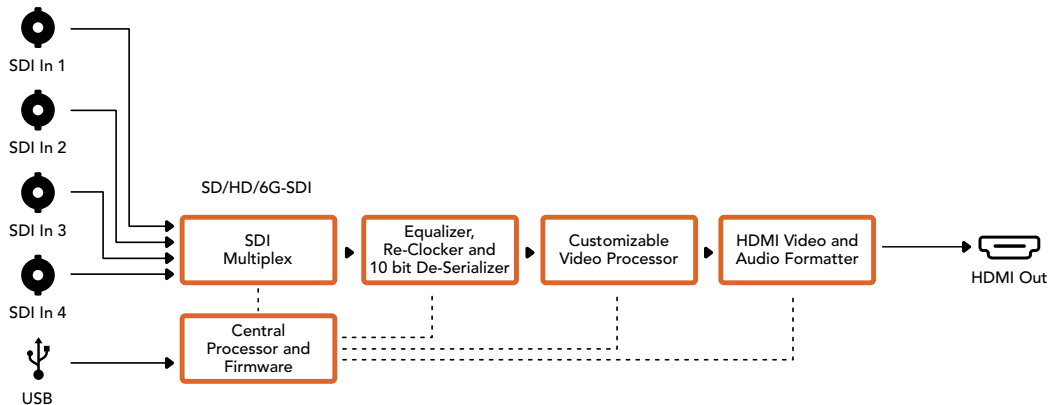 SDI In 1
SDI In 2
SDI In 3
SDI In 4
USB
SD/HD/6G-SDI
SDI
Multiplex
Equalizer,
Re-Clocker and
10 bit De-Serializer
Customizable
Video Processor
HDMI Video and
Audio Formatter
HDMI Out
Central
Processor and
Firmware